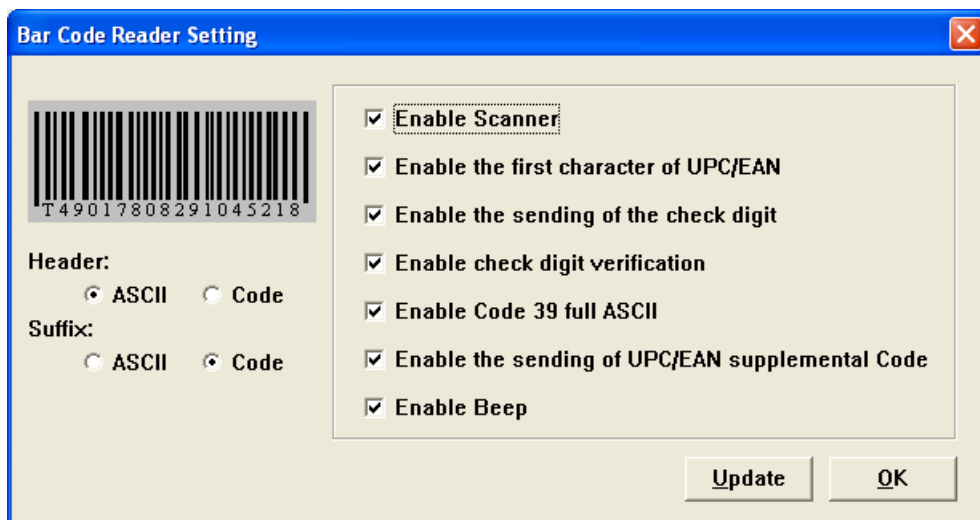 Bar Code Reader Setting
T49017808291045218
Header:
ASCII Code
Suffix:
ASCII Code
Enable Scanner
Enable the first character of UPC/EAN
Enable the sending of the check digit
Enable check digit verification
Enable Code 39 full ASCII
Enable the sending of UPC/EAN supplemental Code
Enable Beep
Update OK